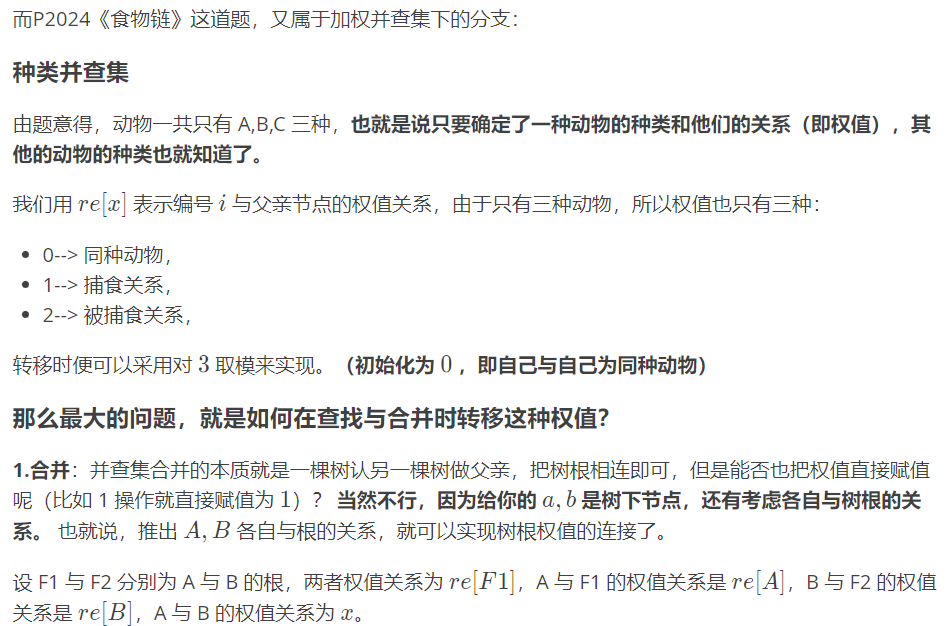 而P2024《食物链》这道题，又属于加权并查集下的分支：
种类并查集
由题意得，动物一共只有 A,B,C 三种，也就是说只要确定了一种动物的种类和他们的关系（即权值），其
他的动物的种类也就知道了。
我们用 re[x] 表示编号 i 与父亲节点的权值关系，由于只有三种动物，所以权值也只有三种：
• 0--> 同种动物，
• 1--> 捕食关系，
• 2--> 被捕食关系，
转移时便可以采用对 3 取模来实现。（初始化为 0 ，即自己与自己为同种动物）
那么最大的问题，就是如何在查找与合并时转移这种权值？
1.合并：并查集合并的本质就是一棵树认另一棵树做父亲，把树根相连即可，但是能否也把权值直接赋值
呢（比如 1 操作就直接赋值为 1）？ 当然不行，因为给你的 a, b 是树下节点，还有考虑各自与树根的关
系。 也就说，推出 A, B 各自与根的关系，就可以实现树根权值的连接了。
设 F1 与 F2 分别为 A 与 B 的根，两者权值关系为 re[F1]，A 与 F1 的权值关系是 re[A]，B 与 F2 的权值
关系是 re[B]，A 与 B 的权值关系为 x。